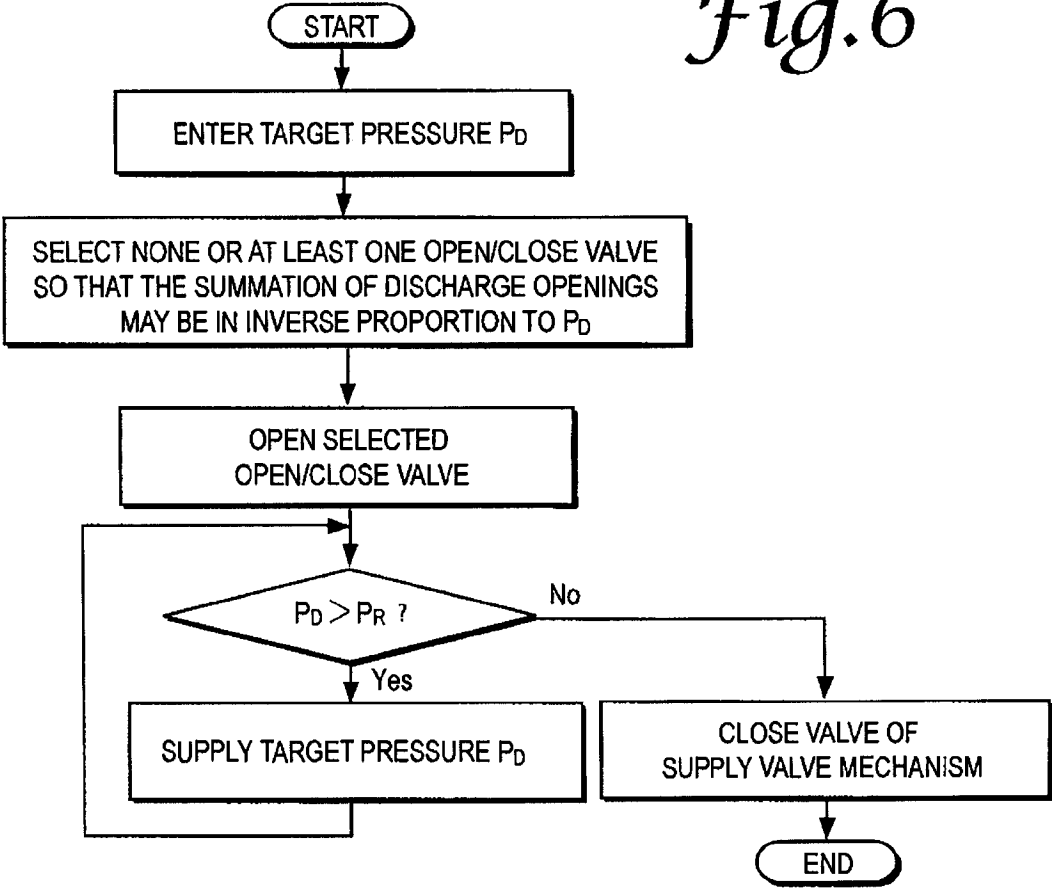 Fig.6
START
ENTER TARGET PRESSURE PD
SELECT NONE OR AT LEAST ONE OPEN/CLOSE VALVE
SO THAT THE SUMMATION OF DISCHARGE OPENINGS
MAY BE IN INVERSE PROPORTION TO PD
OPEN SELECTED
OPEN/CLOSE VALVE
PD > PR ?
No
Yes
SUPPLY TARGET PRESSURE PD
CLOSE VALVE OF
SUPPLY VALVE MECHANISM
END